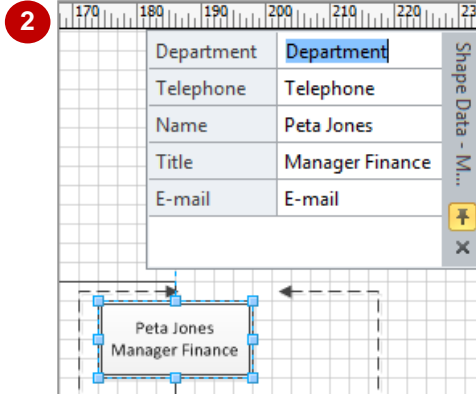 2
170 180 190 200 210 220 23
Department Department
Telephone Telephone
Name Peta Jones
Title Manager Finance
E-mail E-mail
Shape Data - M...
Peta Jones
Manager Finance